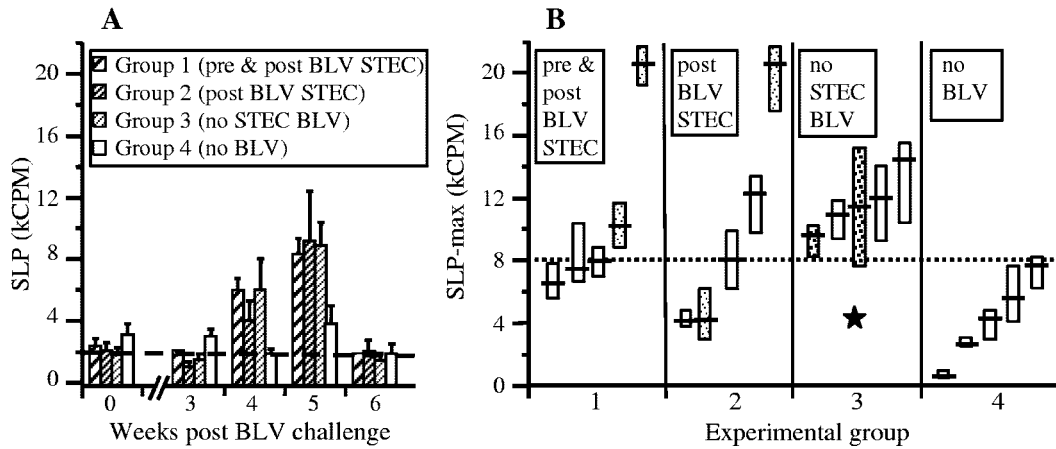 A
SLP (kCPM)
20
16
12
8
4
0
Group 1 (pre & post BLV STEC)
Group 2 (post BLV STEC)
Group 3 (no STEC BLV)
Group 4 (no BLV)
0 3 4 5 6
Weeks post BLV challenge
B
SLP-max (kCPM)
20
16
12
8
4
0
pre &
post
BLV
STEC
post
BLV
STEC
no
STEC
BLV
no
BLV
1 2 3 4
Experimental group